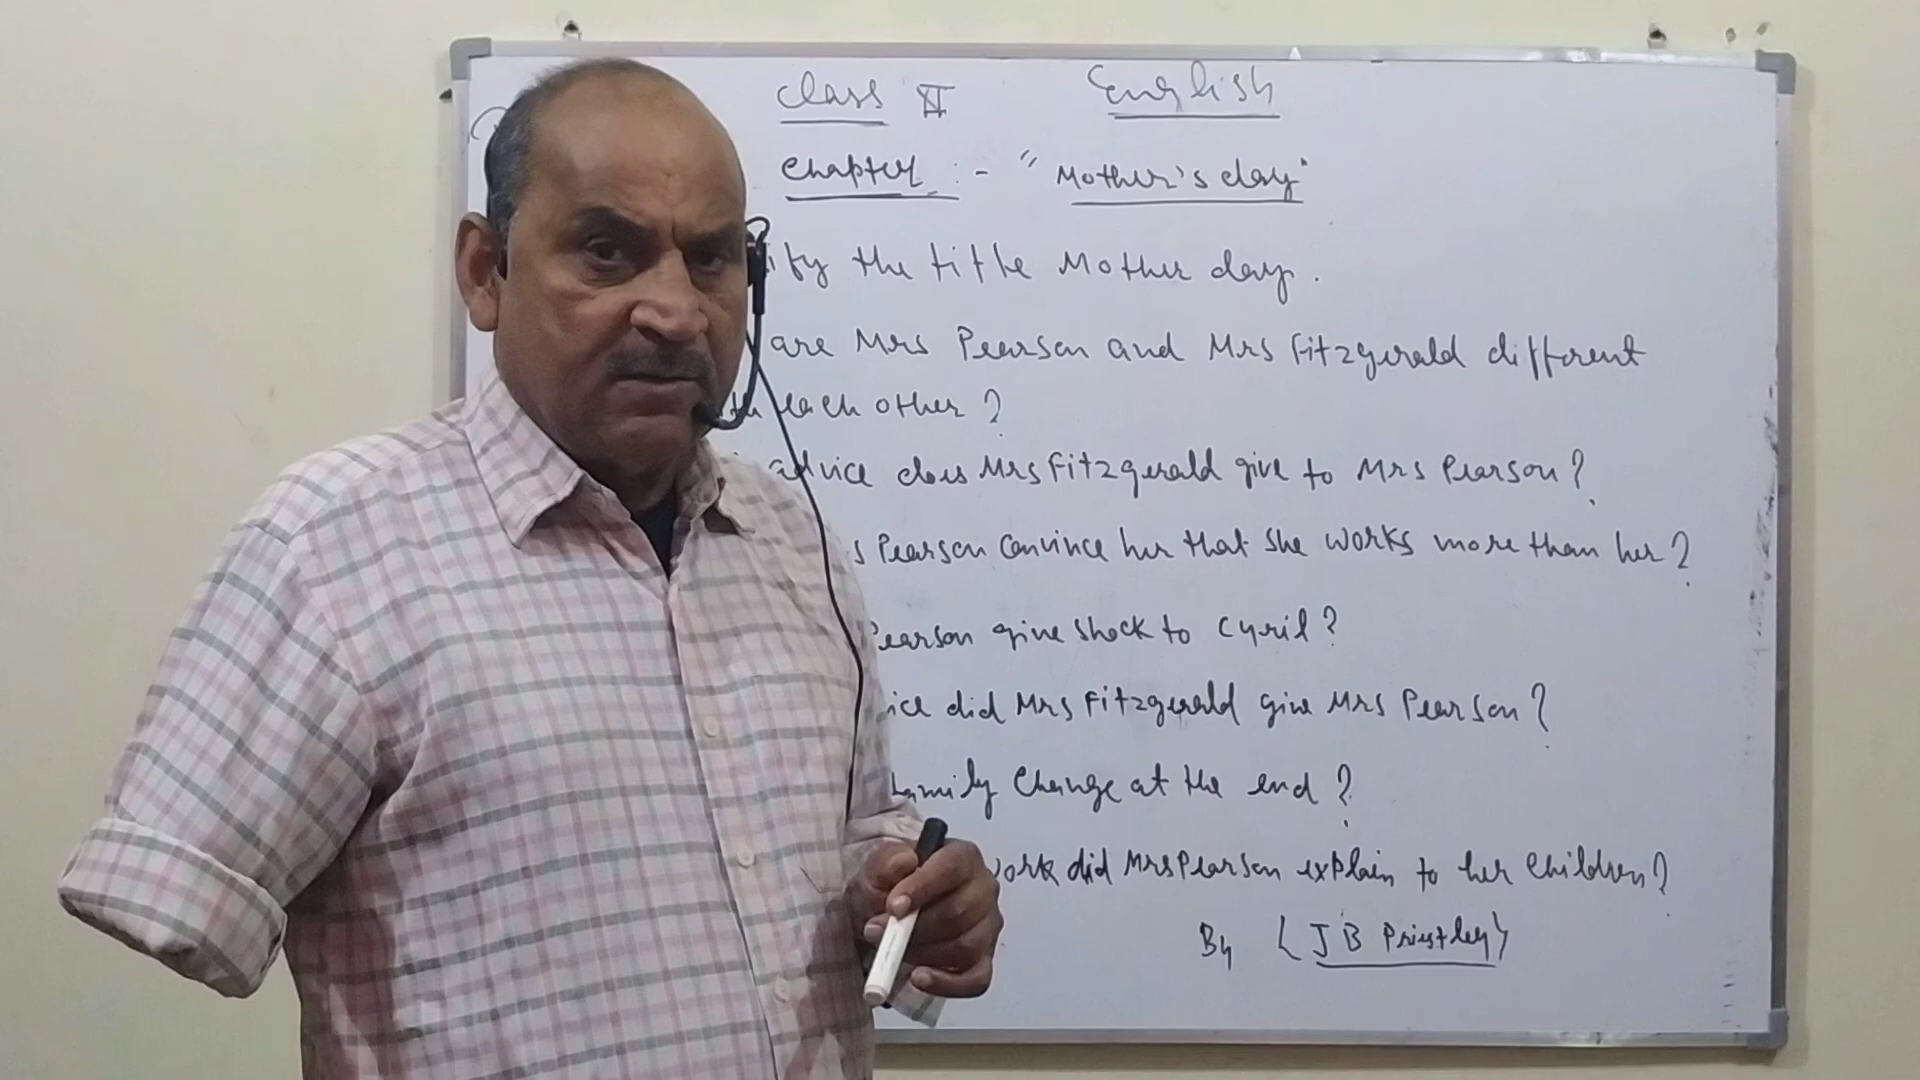 Class XI English
Chapter :- "Mother's day"
ify the title Mother day.
are Mrs Pearson and Mrs Fitzgerald different
each other?
advice does Mrs Fitzgerald give to Mrs Pearson?
s Pearson convince her that she works more than her?
Pearson give shock to Cyril?
ice did Mrs Fitzgerald give Mrs Pearson?
family change at the end?
work did Mrs Pearson explain to her children?
By {J B Priestley}